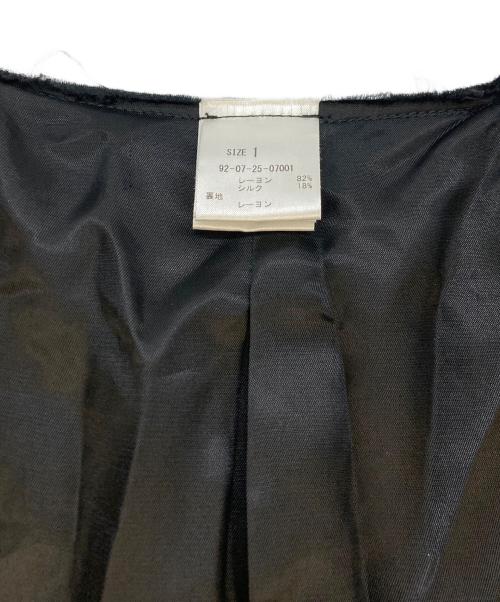 SIZE 1
92-07-25-07001
レーヨン 82%
シルク 18%
裏地
レーヨン